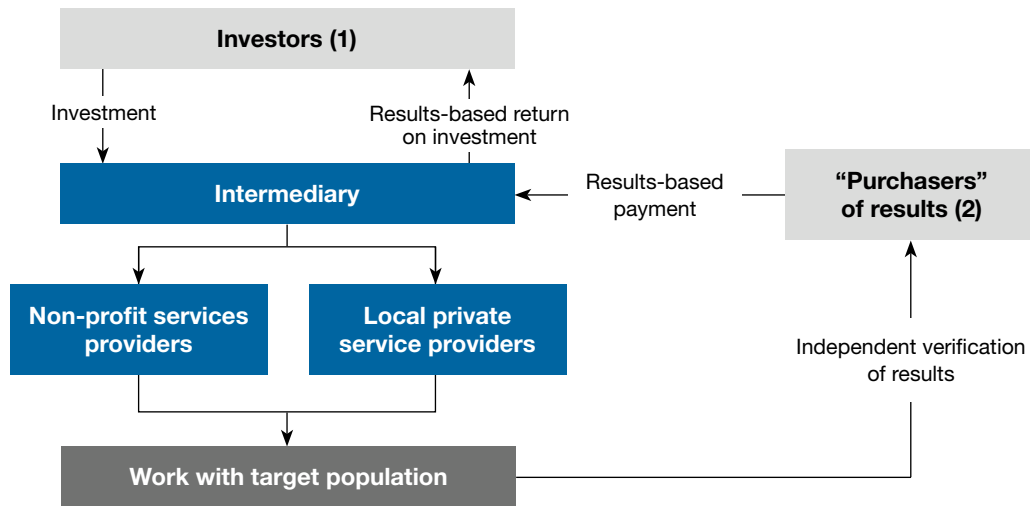 Investors (1)
Investment
Results-based return
on investment
Intermediary
Results-based
payment
“Purchasers”
of results (2)
Non-profit services
providers
Local private
service providers
Independent verification
of results
Work with target population